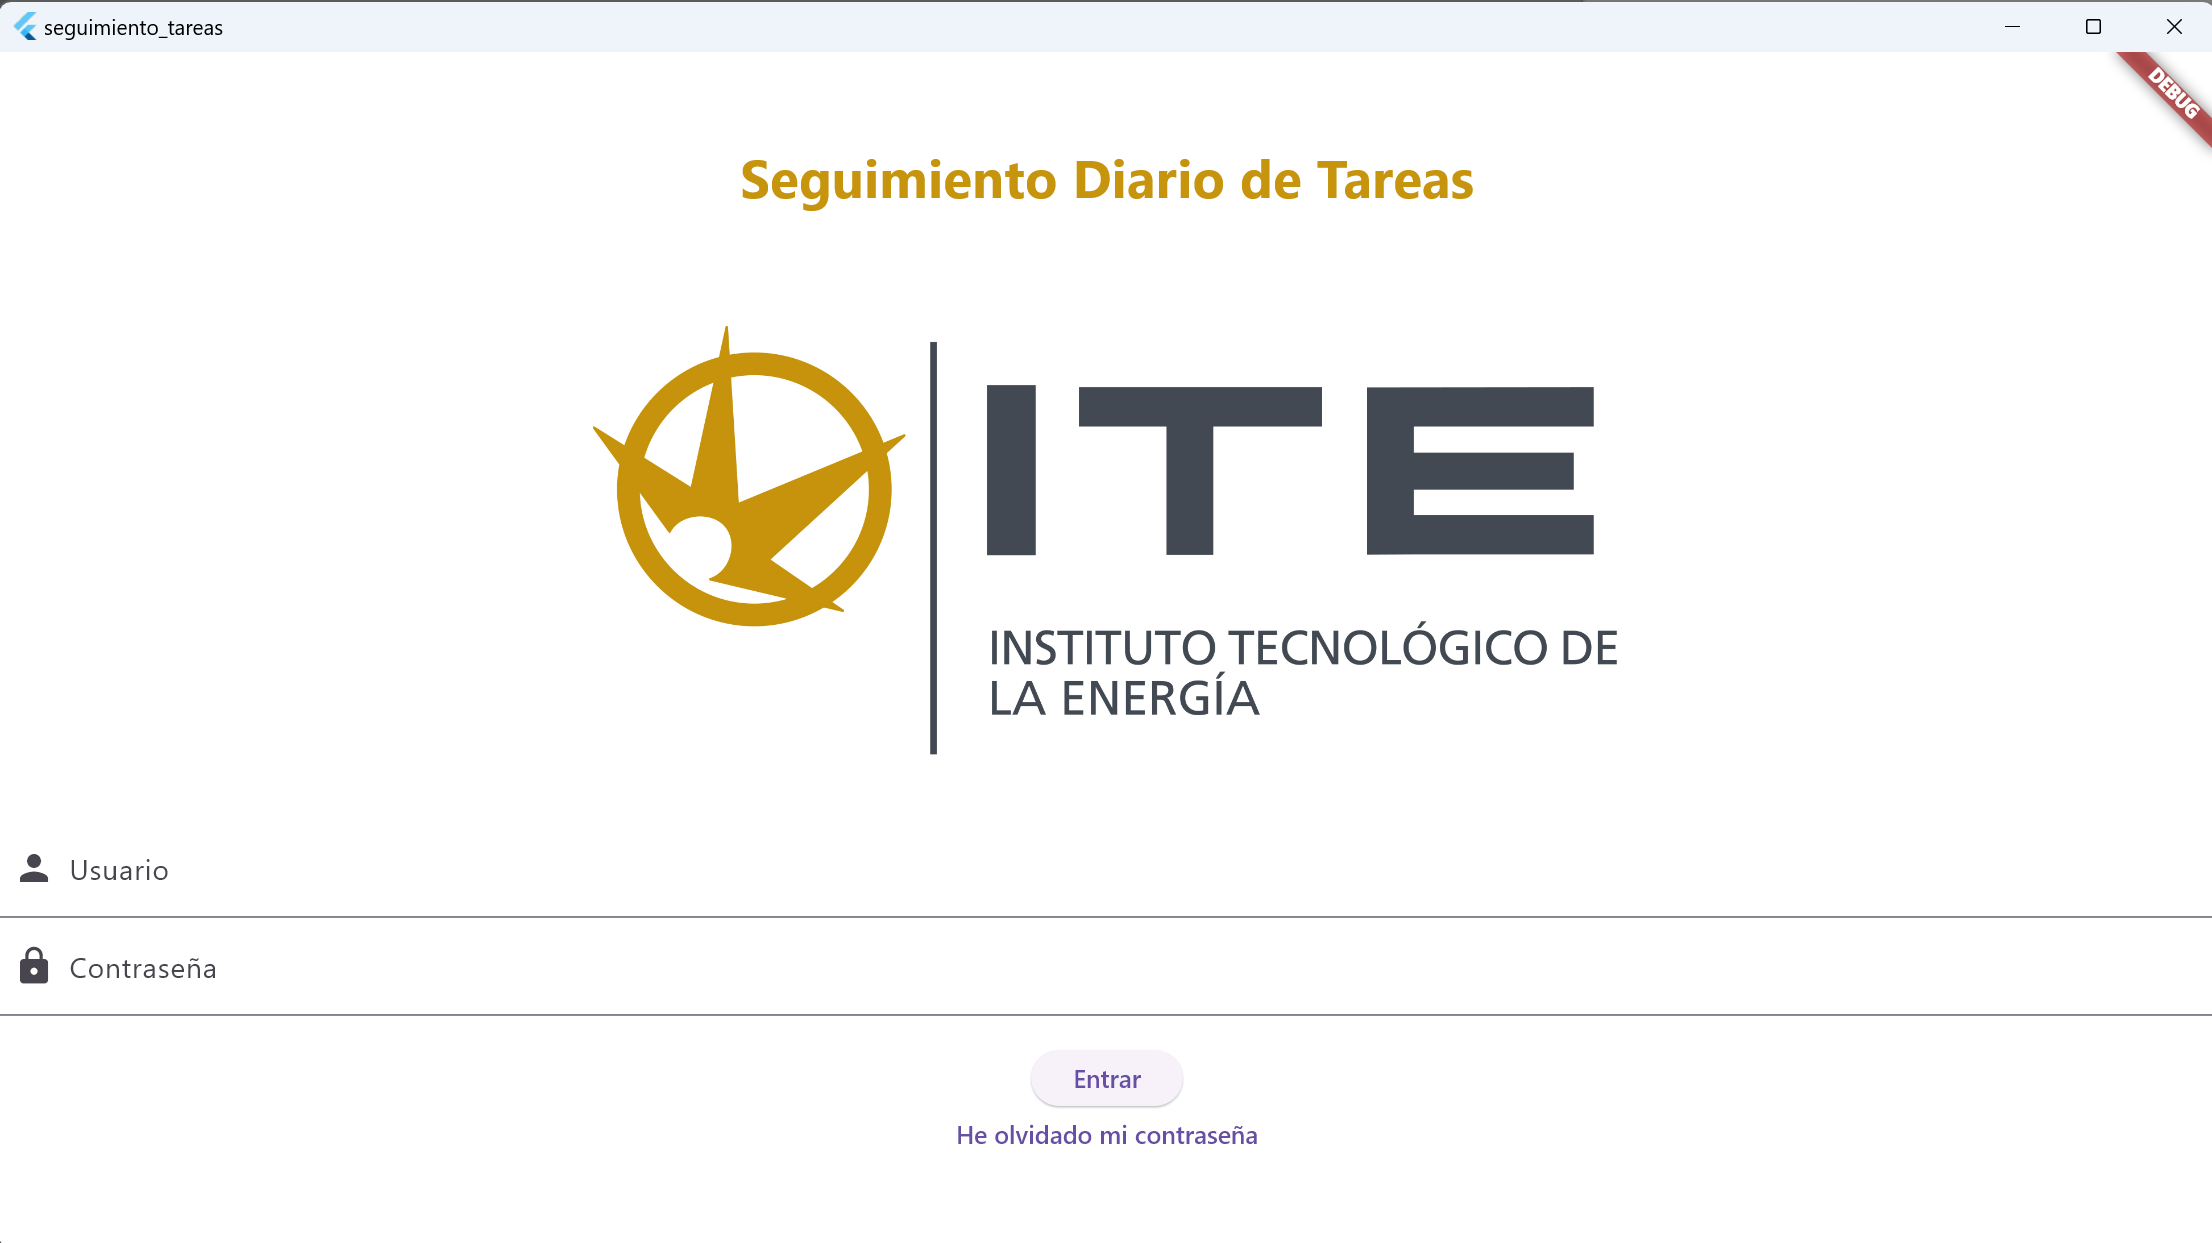 seguimiento_tareas
DEBUG
Seguimiento Diario de Tareas
ITE
INSTITUTO TECNOLÓGICO DE
LA ENERGÍA
Usuario
Contraseña
Entrar
He olvidado mi contraseña